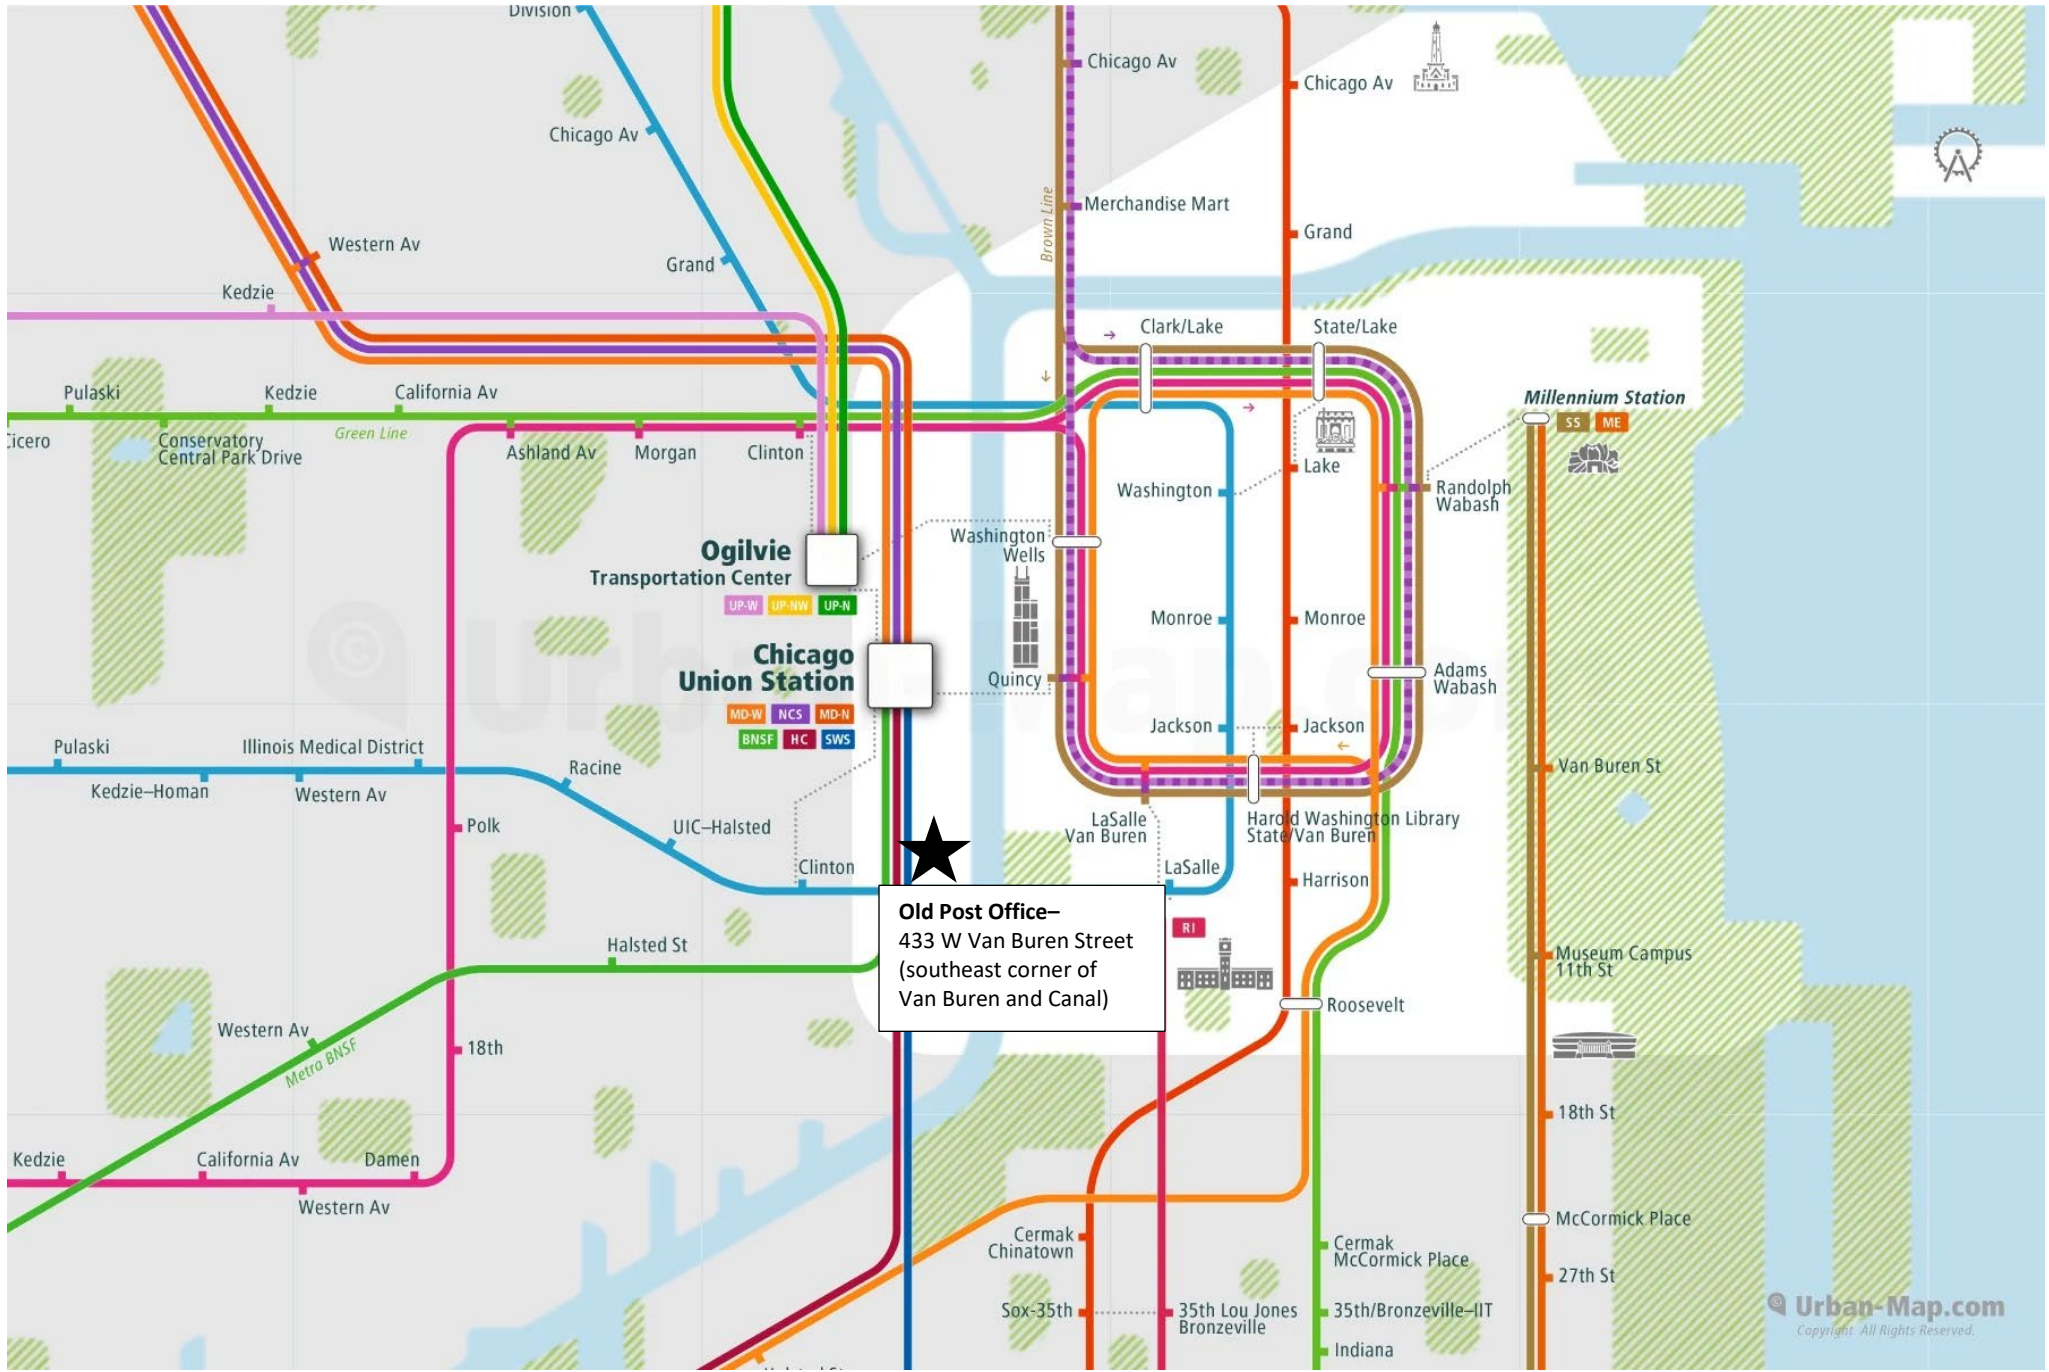 Division
Chicago Av
Chicago Av
Chicago Av
Brown Line
Merchandise Mart
Grand
Western Av
Grand
Kedzie
Clark/Lake
State/Lake
Pulaski
Kedzie
California Av
Millennium Station
SS
ME
Cicero
Conservatory
Central Park Drive
Green Line
Ashland Av
Morgan
Clinton
Lake
Washington
Randolph
Wabash
Washington
Wells
Ogilvie
Transportation Center
UP-W
UP-NW
UP-N
Monroe
Monroe
Chicago
Union Station
MD-W
NCS
MD-N
BNSF
HC
SWS
Quincy
Adams
Wabash
Jackson
Jackson
Pulaski
Illinois Medical District
Kedzie–Homan
Western Av
Racine
Van Buren St
Polk
UIC–Halsted
LaSalle
Van Buren
Harold Washington Library
State/Van Buren
Clinton
LaSalle
Harrison
Old Post Office–
433 W Van Buren Street
(southeast corner of
Van Buren and Canal)
RI
Halsted St
Museum Campus
11th St
Roosevelt
Western Av
Metra BNSF
18th
18th St
Kedzie
California Av
Damen
Western Av
McCormick Place
Cermak
Chinatown
Cermak
McCormick Place
27th St
Sox-35th
35th Lou Jones
Bronzeville
35th/Bronzeville–IIT
Indiana
© Urban-Map.com
Copyright. All Rights Reserved.